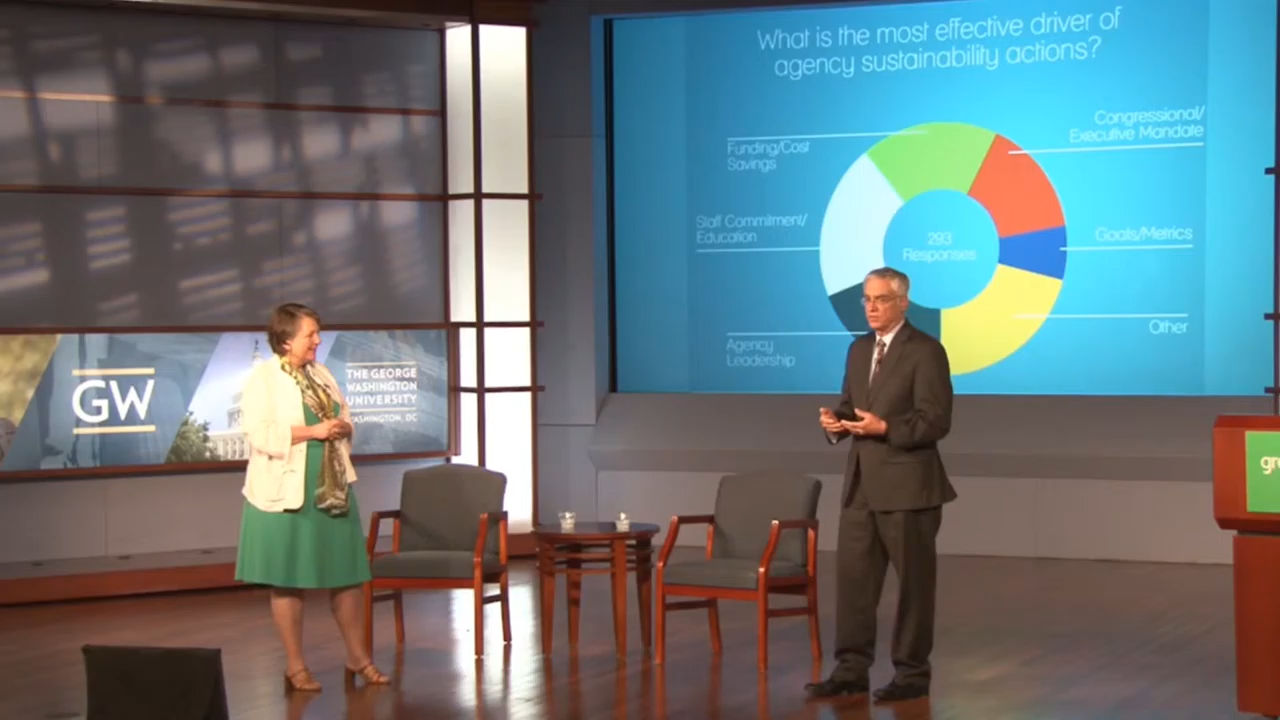 What is the most effective driver of
agency sustainability actions?
Congressional/
Executive Mandate
Funding/Cost
Savings
Staff Commitment/
Education
293
Responses
Goals/Metrics
Other
Agency
Leadership
GW
THE GEORGE
WASHINGTON
UNIVERSITY
WASHINGTON, DC
gr